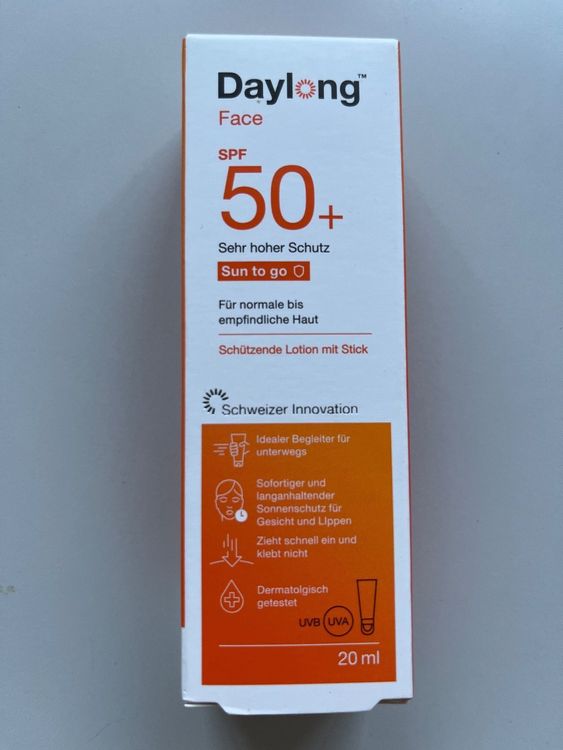 Daylong™
Face
SPF
50+
Sehr hoher Schutz
Sun to go
Für normale bis
empfindliche Haut
Schützende Lotion mit Stick
Schweizer Innovation
Idealer Begleiter für
unterwegs
Sofortiger und
langanhaltender
Sonnenschutz für
Gesicht und LIppen
Zieht schnell ein und
klebt nicht
Dermatolgisch
getestet
UVB UVA
20 ml